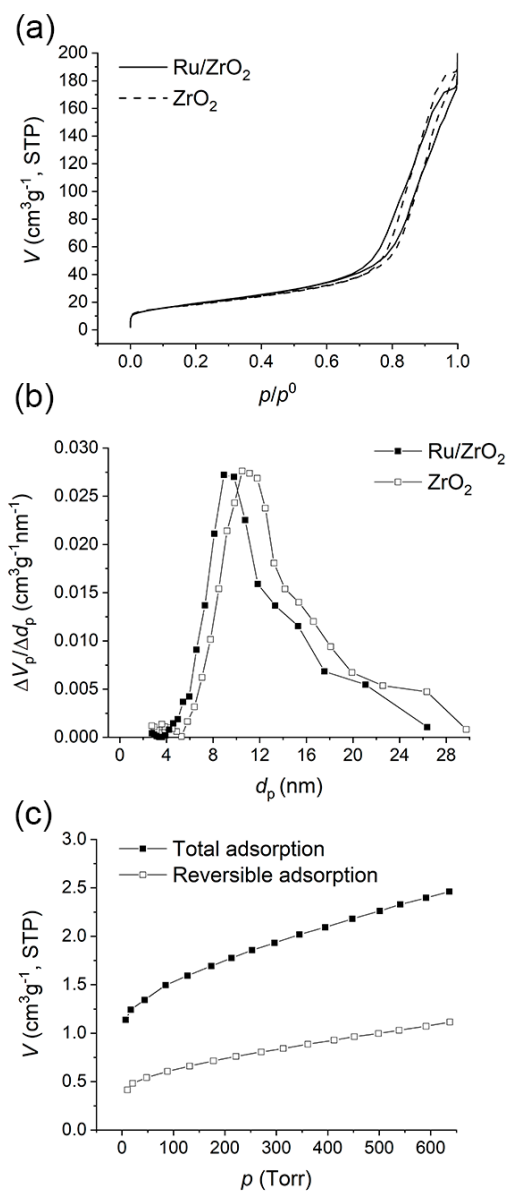 (a)
200
180
160
140
120
100
80
60
40
20
0
V (cm³g⁻¹, STP)
Ru/ZrO₂
ZrO₂
0.0 0.2 0.4 0.6 0.8 1.0
p/p⁰
(b)
0.030
0.025
0.020
0.015
0.010
0.005
0.000
ΔVₚ/Δdₚ (cm³g⁻¹nm⁻¹)
Ru/ZrO₂
ZrO₂
0 4 8 12 16 20 24 28
dₚ (nm)
(c)
3.0
2.5
2.0
1.5
1.0
0.5
0.0
V (cm³g⁻¹, STP)
Total adsorption
Reversible adsorption
0 100 200 300 400 500 600
p (Torr)